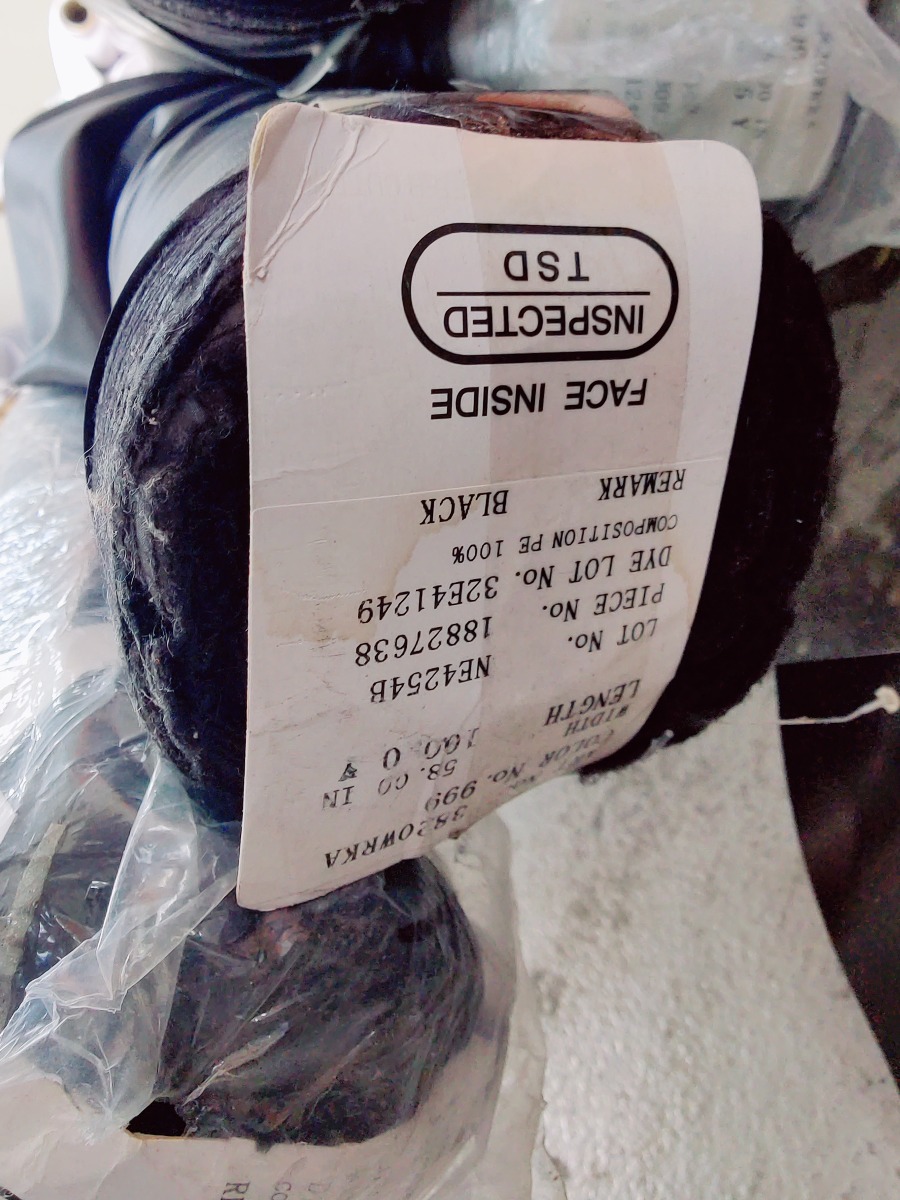 3820WRKA
COLOR No. 999
WIDTH 58.00 IN
LENGTH 100.0 Y
LOT No. NE4254B
PIECE No. 18827638
DYE LOT No. 32E41249
COMPOSITION PE 100%
REMARK BLACK
FACE INSIDE
INSPECTED
TSD